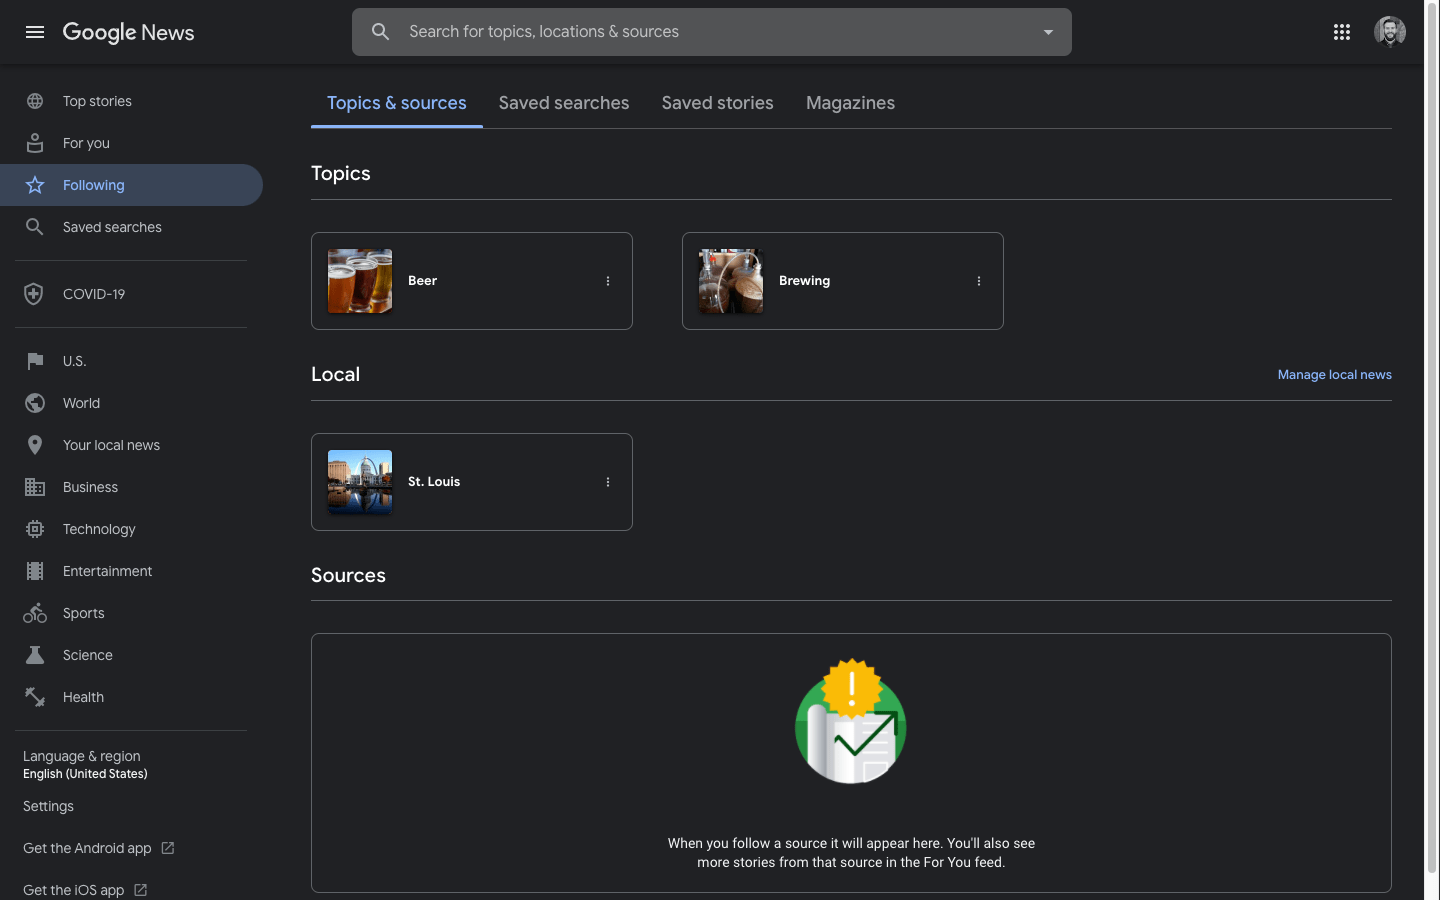 Google News
Search for topics, locations & sources
Top stories
For you
Following
Saved searches
COVID-19
U.S.
World
Your local news
Business
Technology
Entertainment
Sports
Science
Health
Language & region
English (United States)
Settings
Get the Android app
Get the iOS app
Topics & sources
Saved searches
Saved stories
Magazines
Topics
Beer
Brewing
Local
Manage local news
St. Louis
Sources
When you follow a source it will appear here. You'll also see
more stories from that source in the For You feed.